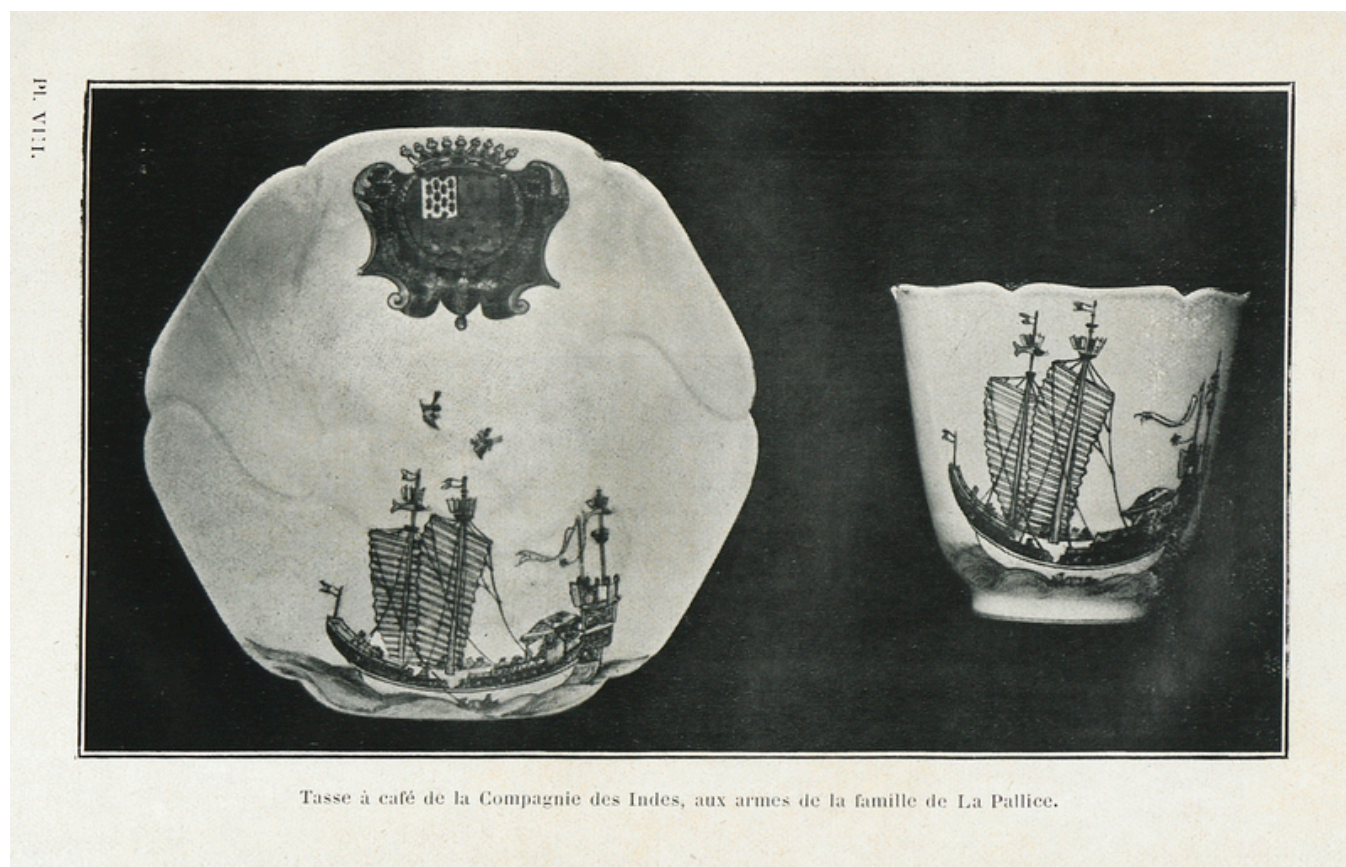 Pl. VIII.
Tasse à café de la Compagnie des Indes, aux armes de la famille de La Pallice.